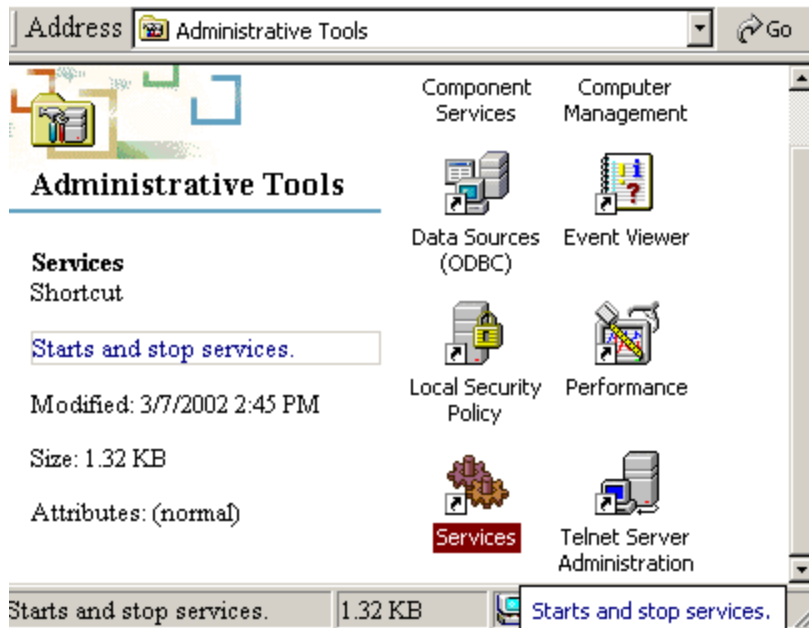 Address Administrative Tools Go
Administrative Tools
Services
Shortcut
Starts and stop services.
Modified: 3/7/2002 2:45 PM
Size: 1.32 KB
Attributes: (normal)
Component
Services
Computer
Management
Data Sources
(ODBC)
Event Viewer
Local Security
Policy
Performance
Services
Telnet Server
Administration
Starts and stop services. 1.32 KB
Starts and stop services.